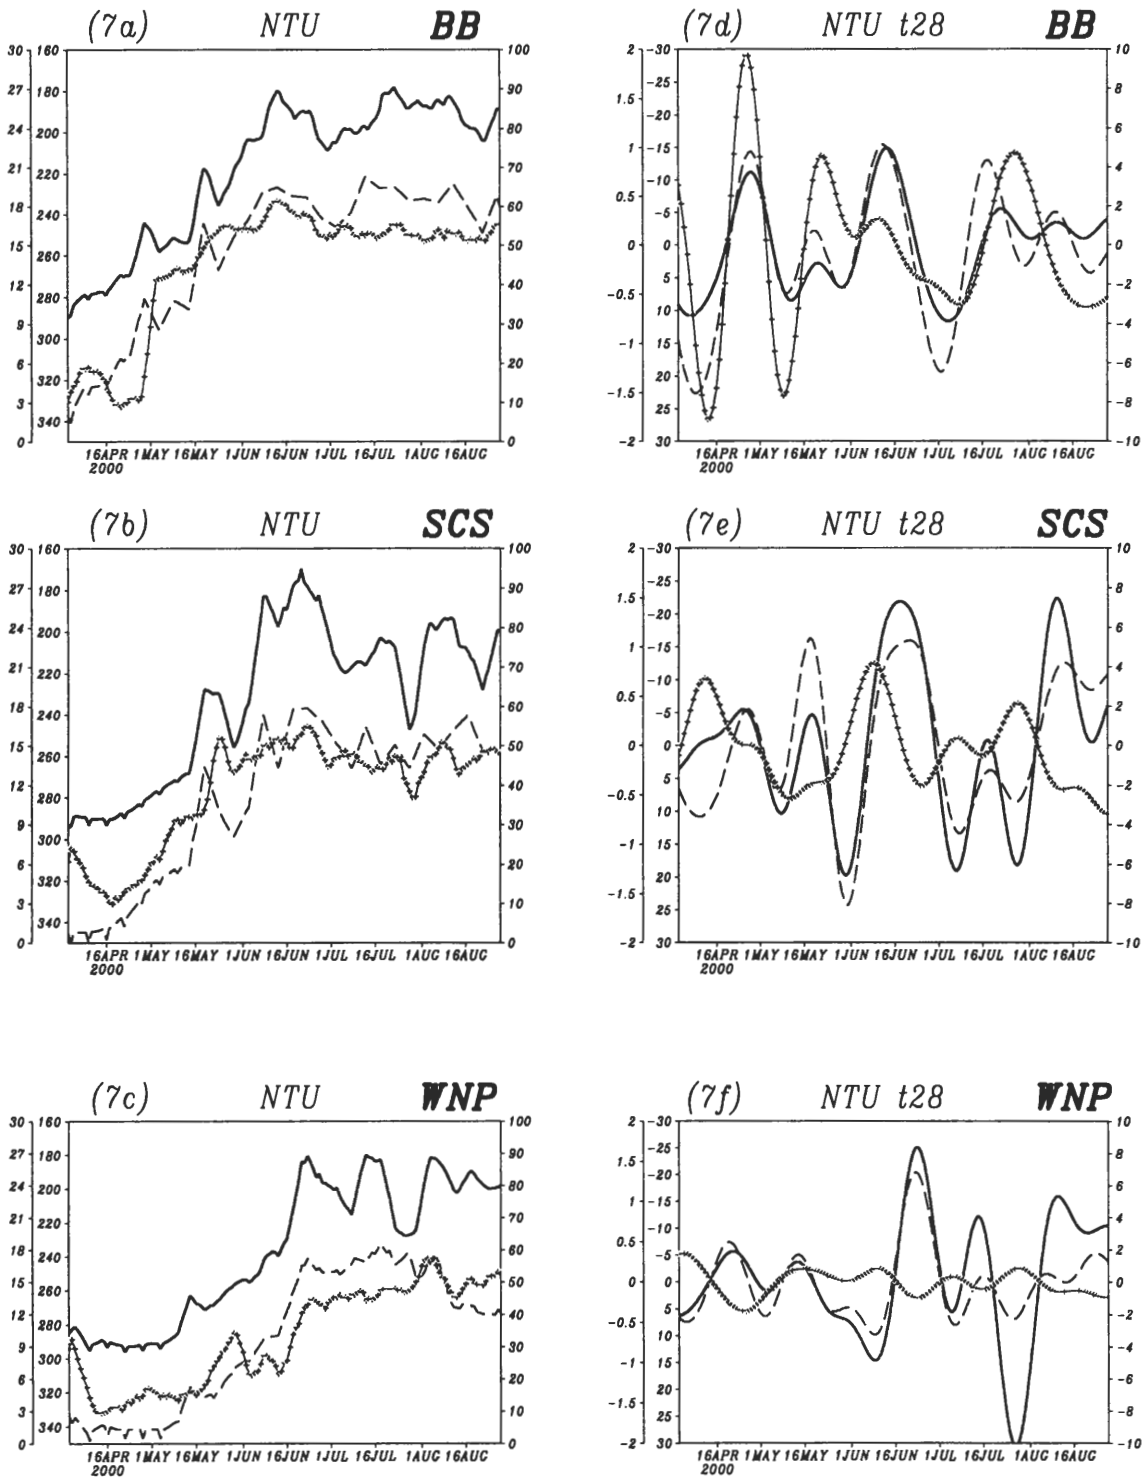 (7a) NTU BB
30 160 100
27 180 90
24 200 80
21 220 70
18 240 60
15 260 50
12 280 40
9 300 30
6 320 20
3 340 10
0 0
16APR 1MAY 16MAY 1JUN 16JUN 1JUL 16JUL 1AUG 16AUG
2000
(7d) NTU t28 BB
2 -30 10
1.5 -25 8
-20 6
1 -15 4
0.5 -10 2
-5
0 0 0
5 -2
-0.5 10 -4
-1 15 -6
20
-1.5 25 -8
-2 30 -10
16APR 1MAY 16MAY 1JUN 16JUN 1JUL 16JUL 1AUG 16AUG
2000
(7b) NTU SCS
30 160 100
27 180 90
24 200 80
21 220 70
18 240 60
15 260 50
12 280 40
9 300 30
6 320 20
3 340 10
0 0
16APR 1MAY 16MAY 1JUN 16JUN 1JUL 16JUL 1AUG 16AUG
2000
(7e) NTU t28 SCS
2 -30 10
1.5 -25 8
-20 6
1 -15 4
0.5 -10 2
-5
0 0 0
5 -2
-0.5 10 -4
-1 15 -6
20
-1.5 25 -8
-2 30 -10
16APR 1MAY 16MAY 1JUN 16JUN 1JUL 16JUL 1AUG 16AUG
2000
(7c) NTU WNP
30 160 100
27 180 90
24 200 80
21 220 70
18 240 60
15 260 50
12 280 40
9 300 30
6 320 20
3 340 10
0 0
16APR 1MAY 16MAY 1JUN 16JUN 1JUL 16JUL 1AUG 16AUG
2000
(7f) NTU t28 WNP
2 -30 10
1.5 -25 8
-20 6
1 -15 4
0.5 -10 2
-5
0 0 0
5 -2
-0.5 10 -4
-1 15 -6
20
-1.5 25 -8
-2 30 -10
16APR 1MAY 16MAY 1JUN 16JUN 1JUL 16JUL 1AUG 16AUG
2000